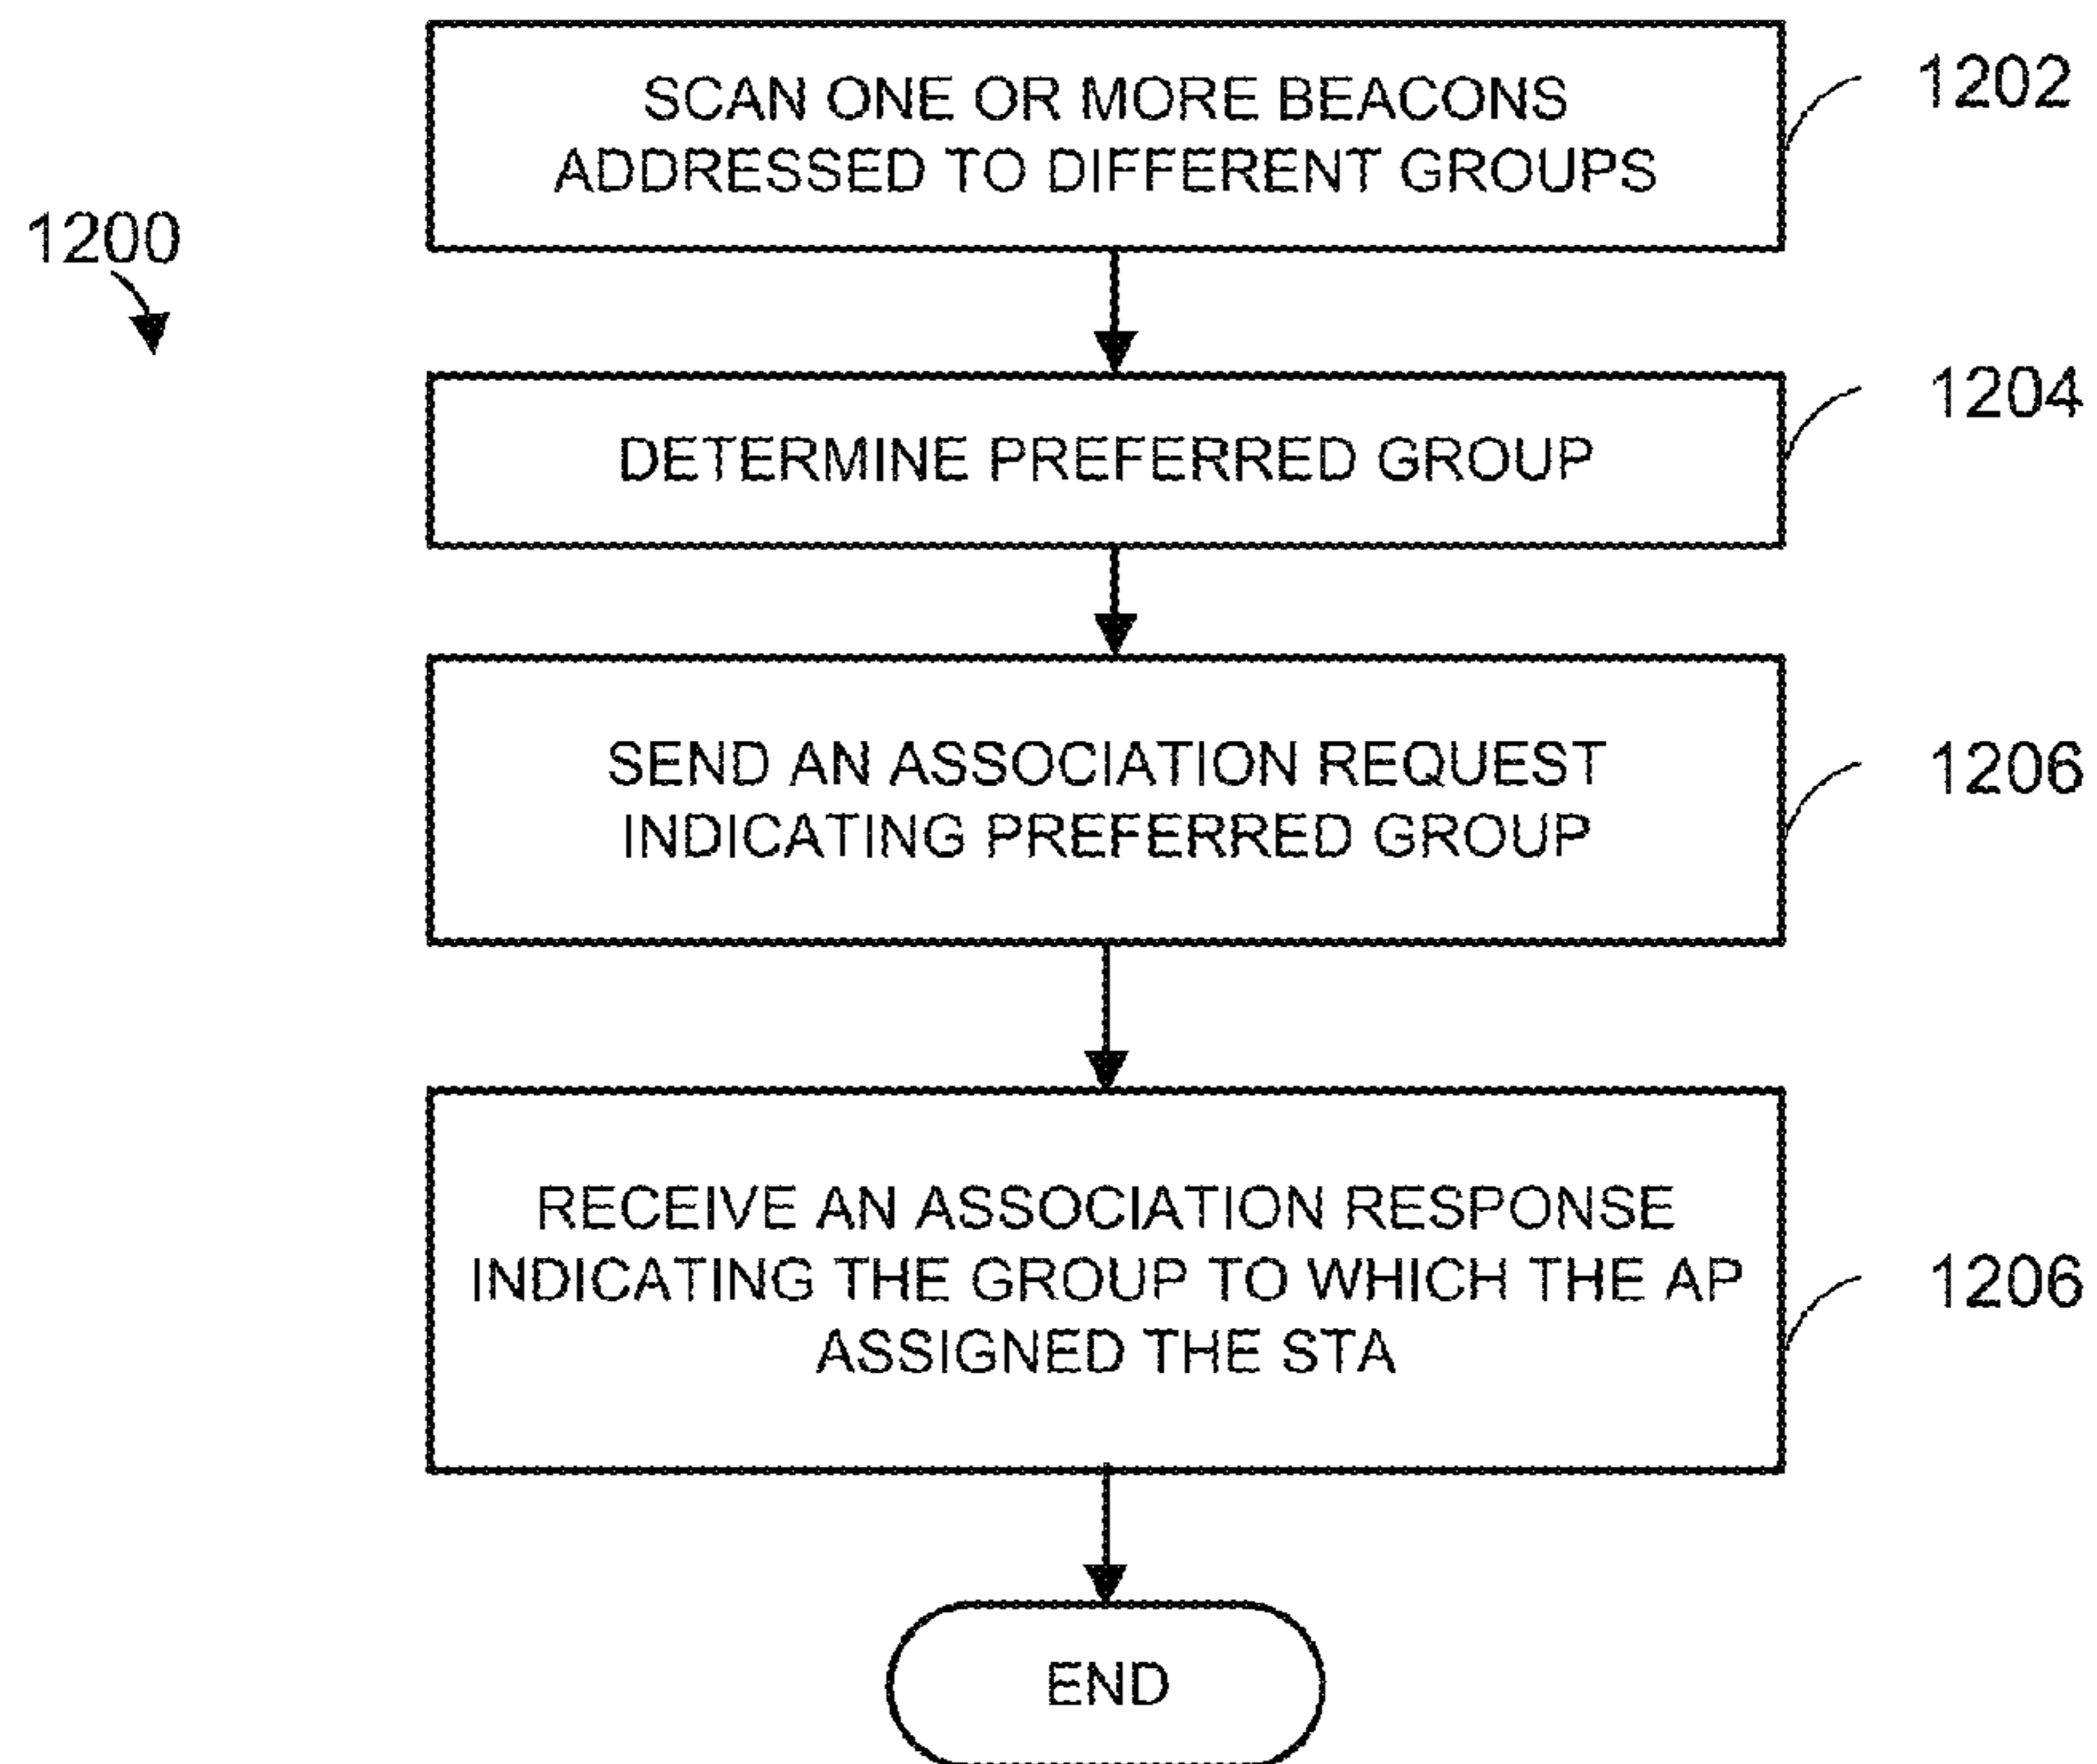 SCAN ONE OR MORE BEACONS
ADDRESSED TO DIFFERENT GROUPS
1202
1200
DETERMINE PREFERRED GROUP
1204
SEND AN ASSOCIATION REQUEST
INDICATING PREFERRED GROUP
1206
RECEIVE AN ASSOCIATION RESPONSE
INDICATING THE GROUP TO WHICH THE AP
ASSIGNED THE STA
1206
END